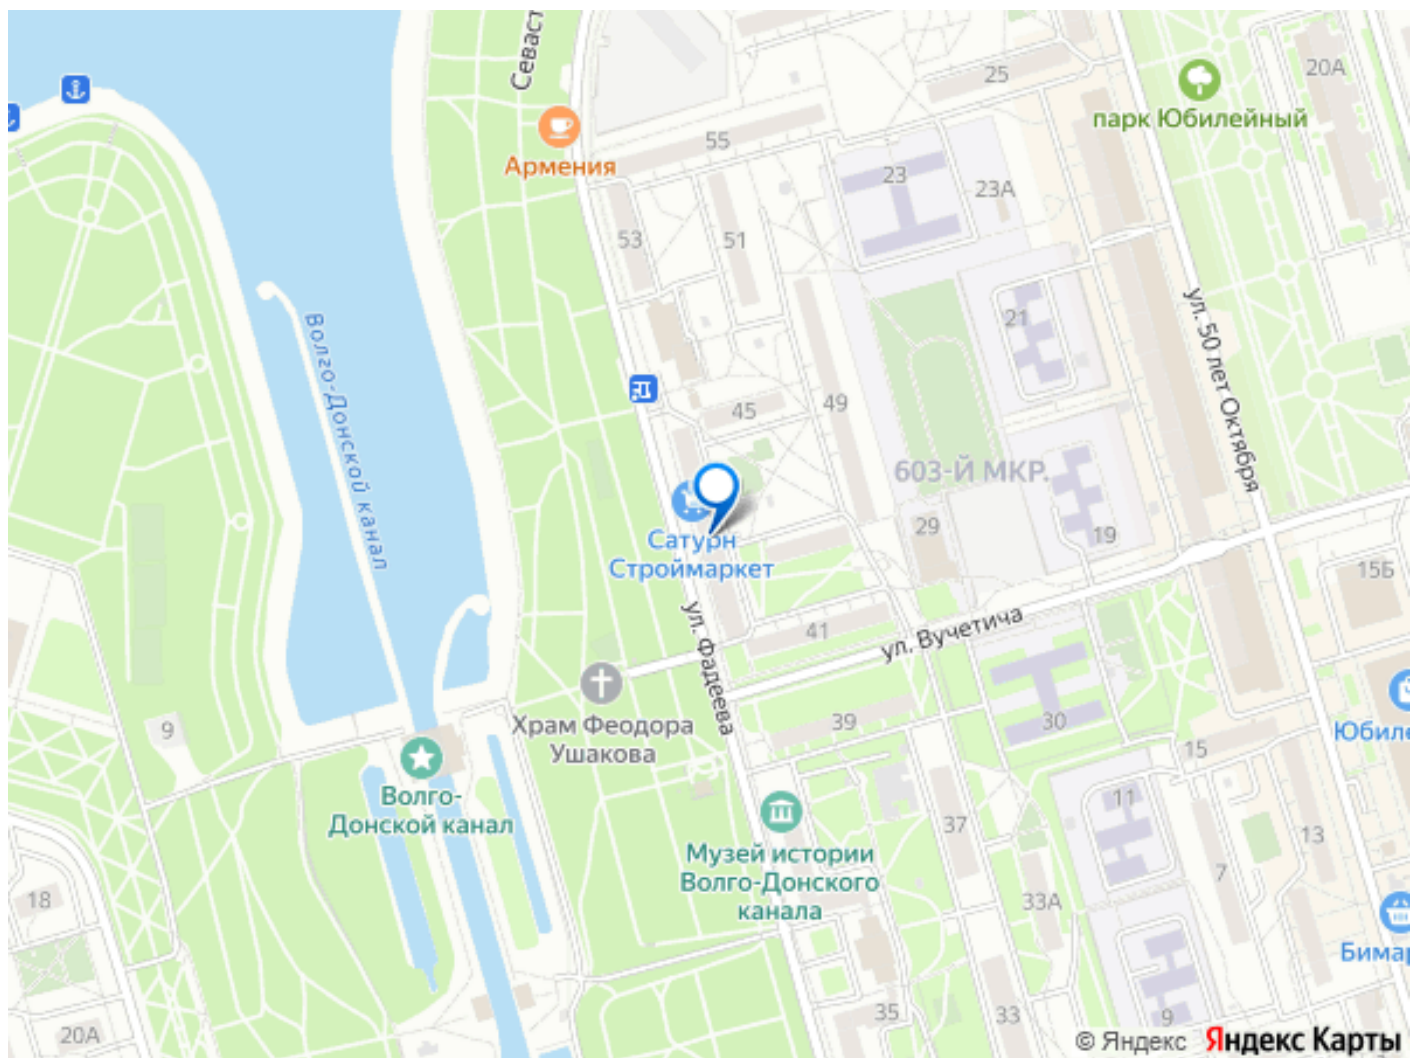 Севаст
25
20А
парк Юбилейный
55
Армения
23
23А
53
51
Волго-Донской канал
21
ул. 50 лет Октября
45
49
603-Й МКР.
Сатурн
Строймаркет
29
19
15Б
ул. Фадеева
41
ул. Вучетича
Храм Феодора
Ушакова
9
39
30
15
Юбиле
Волго-
Донской канал
11
37
13
Музей истории
Волго-Донского
канала
7
18
33А
Бимар
20А
35
33
9
© Яндекс Яндекс Карты